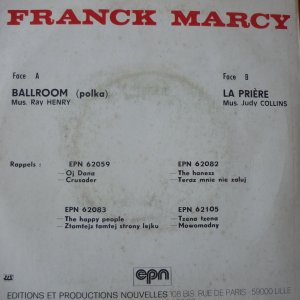 FRANCK MARCY
Face A
BALLROOM (polka)
Mus. Ray HENRY
Face B
LA PRIÈRE
Mus. Judy COLLINS
Rappels :
EPN 62059
— Oj Dana
— Crusader
EPN 62082
— The haness
— Teraz mnie nie zaluj
EPN 62083
— The happy people
— Ztamtejz tamtej strony lejku
EPN 62105
— Tzena tzena
— Mowomodny
epn
EDITIONS ET PRODUCTIONS NOUVELLES 108 BIS RUE DE PARIS - 59000 LILLE